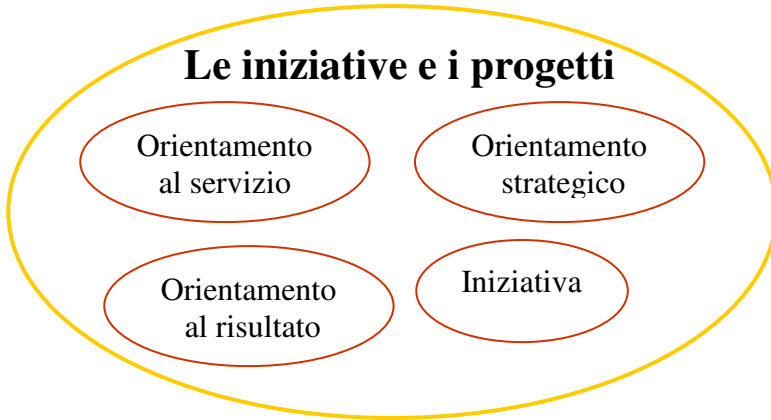 Le iniziative e i progetti
Orientamento
al servizio
Orientamento
strategico
Orientamento
al risultato
Iniziativa